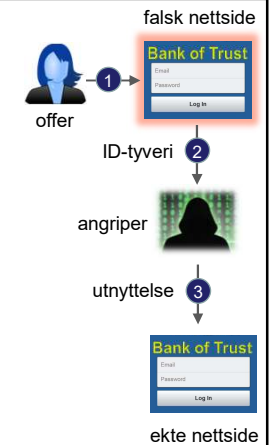 falsk nettside
Bank of Trust
Email
Password
Log In
1
offer
ID-tyveri 2
angriper
utnyttelse 3
Bank of Trust
Email
Password
Log In
ekte nettside